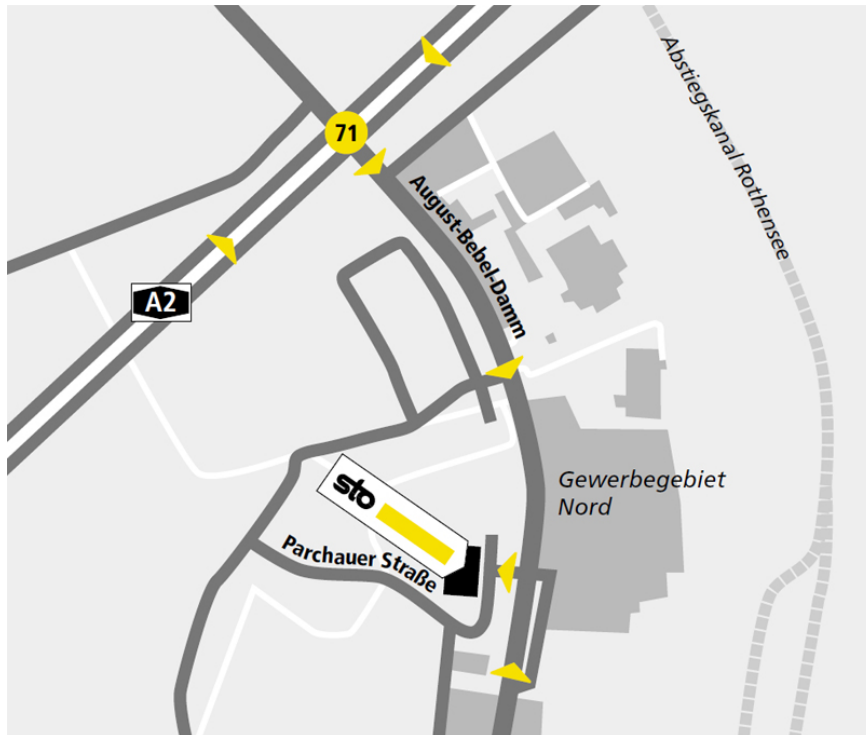 71
Abstiegskanal Rothensee
August-Bebel-Damm
A2
sto
Gewerbegebiet
Nord
Parchauer Straße